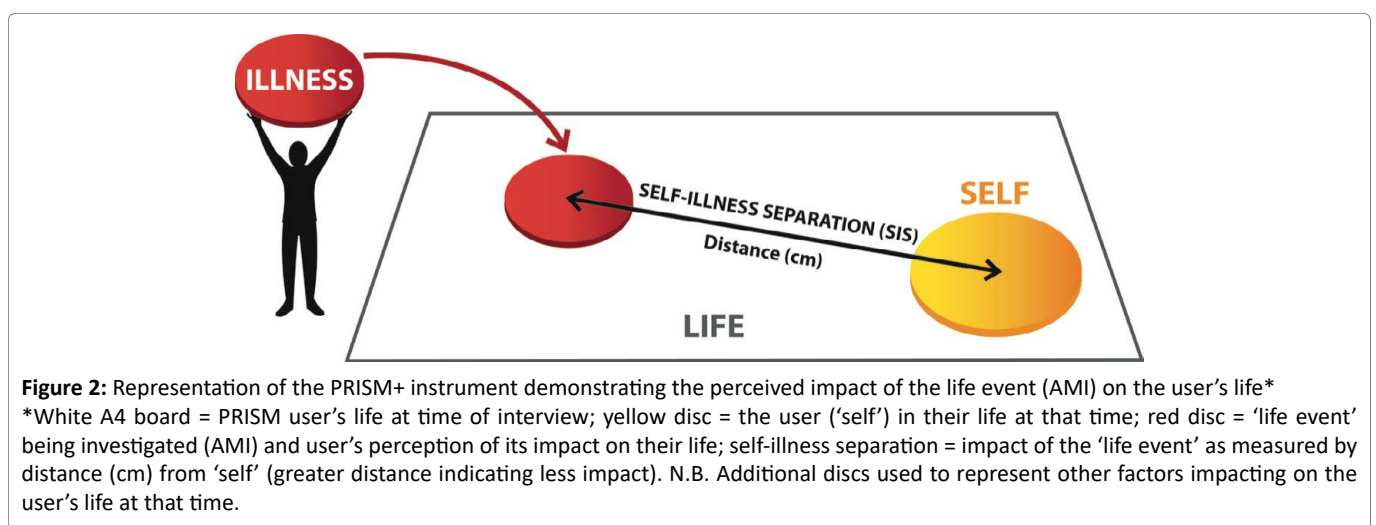 ILLNESS
SELF-ILLNESS SEPARATION (SIS)
Distance (cm)
SELF
LIFE
Figure 2: Representation of the PRISM+ instrument demonstrating the perceived impact of the life event (AMI) on the user's life*
*White A4 board = PRISM user's life at time of interview; yellow disc = the user ('self') in their life at that time; red disc = 'life event'
being investigated (AMI) and user's perception of its impact on their life; self-illness separation = impact of the 'life event' as measured by
distance (cm) from 'self' (greater distance indicating less impact). N.B. Additional discs used to represent other factors impacting on the
user's life at that time.